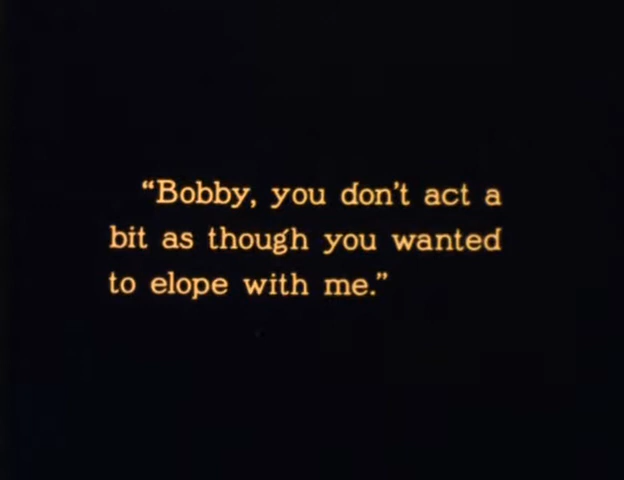 “Bobby, you don’t act a
bit as though you wanted
to elope with me.”